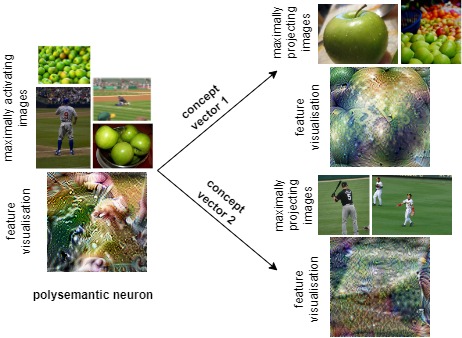 maximally activating
images
feature
visualisation
polysemantic neuron
concept
vector 1
concept
vector 2
maximally
projecting
images
feature
visualisation
maximally
projecting
images
feature
visualisation